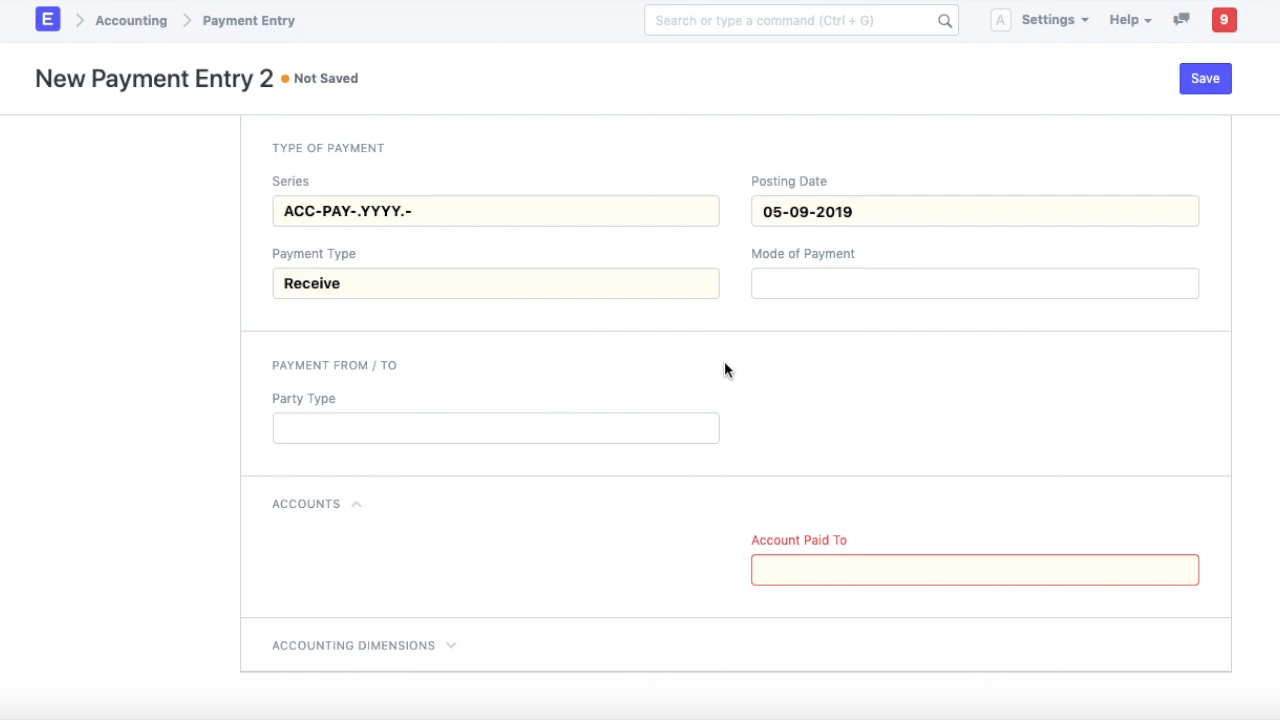 E Accounting Payment Entry Search or type a command (Ctrl + G) A Settings Help 9
New Payment Entry 2 Not Saved Save
TYPE OF PAYMENT
Series Posting Date
ACC-PAY-.YYYY.- 05-09-2019
Payment Type Mode of Payment
Receive
PAYMENT FROM / TO
Party Type
ACCOUNTS
Account Paid To
ACCOUNTING DIMENSIONS